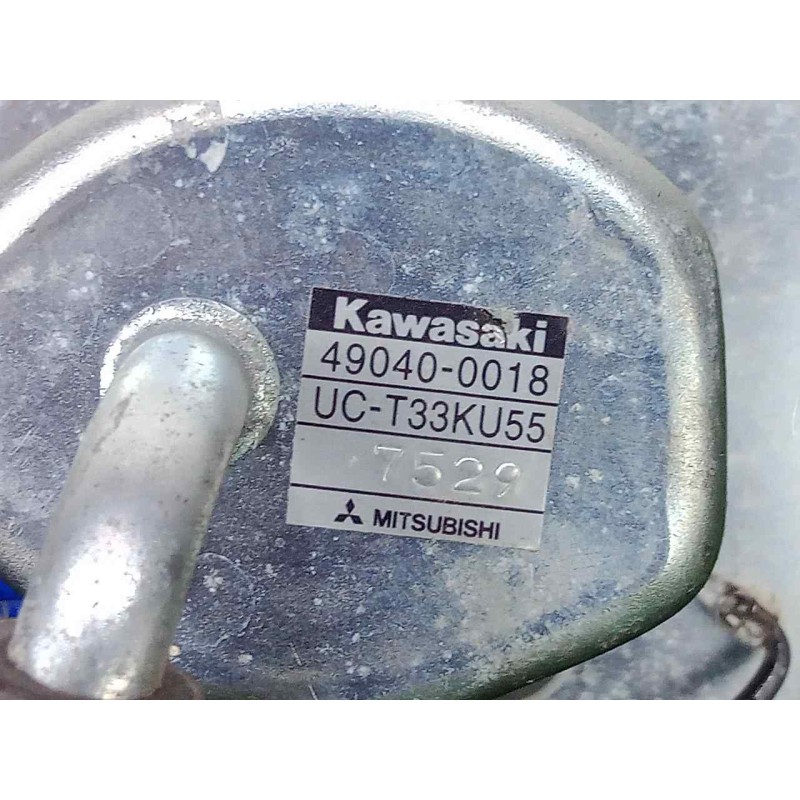 Kawasaki
49040-0018
UC-T33KU55
7529
MITSUBISHI